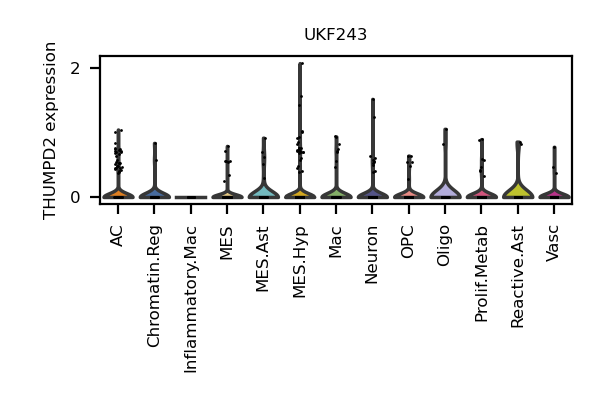 UKF243
THUMPD2 expression
2
0
AC
Chromatin.Reg
Inflammatory.Mac
MES
MES.Ast
MES.Hyp
Mac
Neuron
OPC
Oligo
Prolif.Metab
Reactive.Ast
Vasc